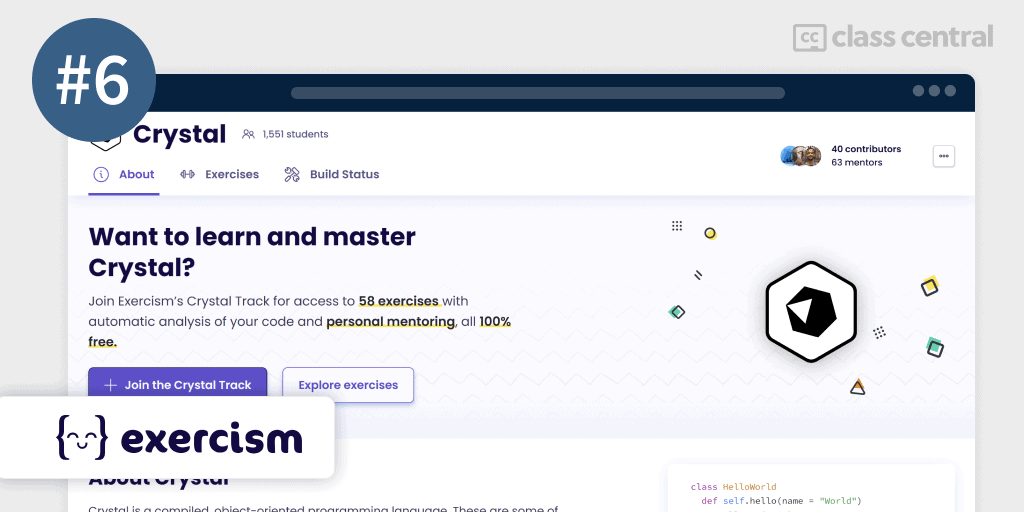 #6
cc class central
Crystal
1,551 students
40 contributors
63 mentors
About
Exercises
Build Status
Want to learn and master
Crystal?
Join Exercism's Crystal Track for access to 58 exercises with
automatic analysis of your code and personal mentoring, all 100%
free.
Join the Crystal Track
Explore exercises
exercism
About Crystal
class HelloWorld
def self.hello(name = "World")
Crystal is a compiled, object-oriented programming language. These are some of